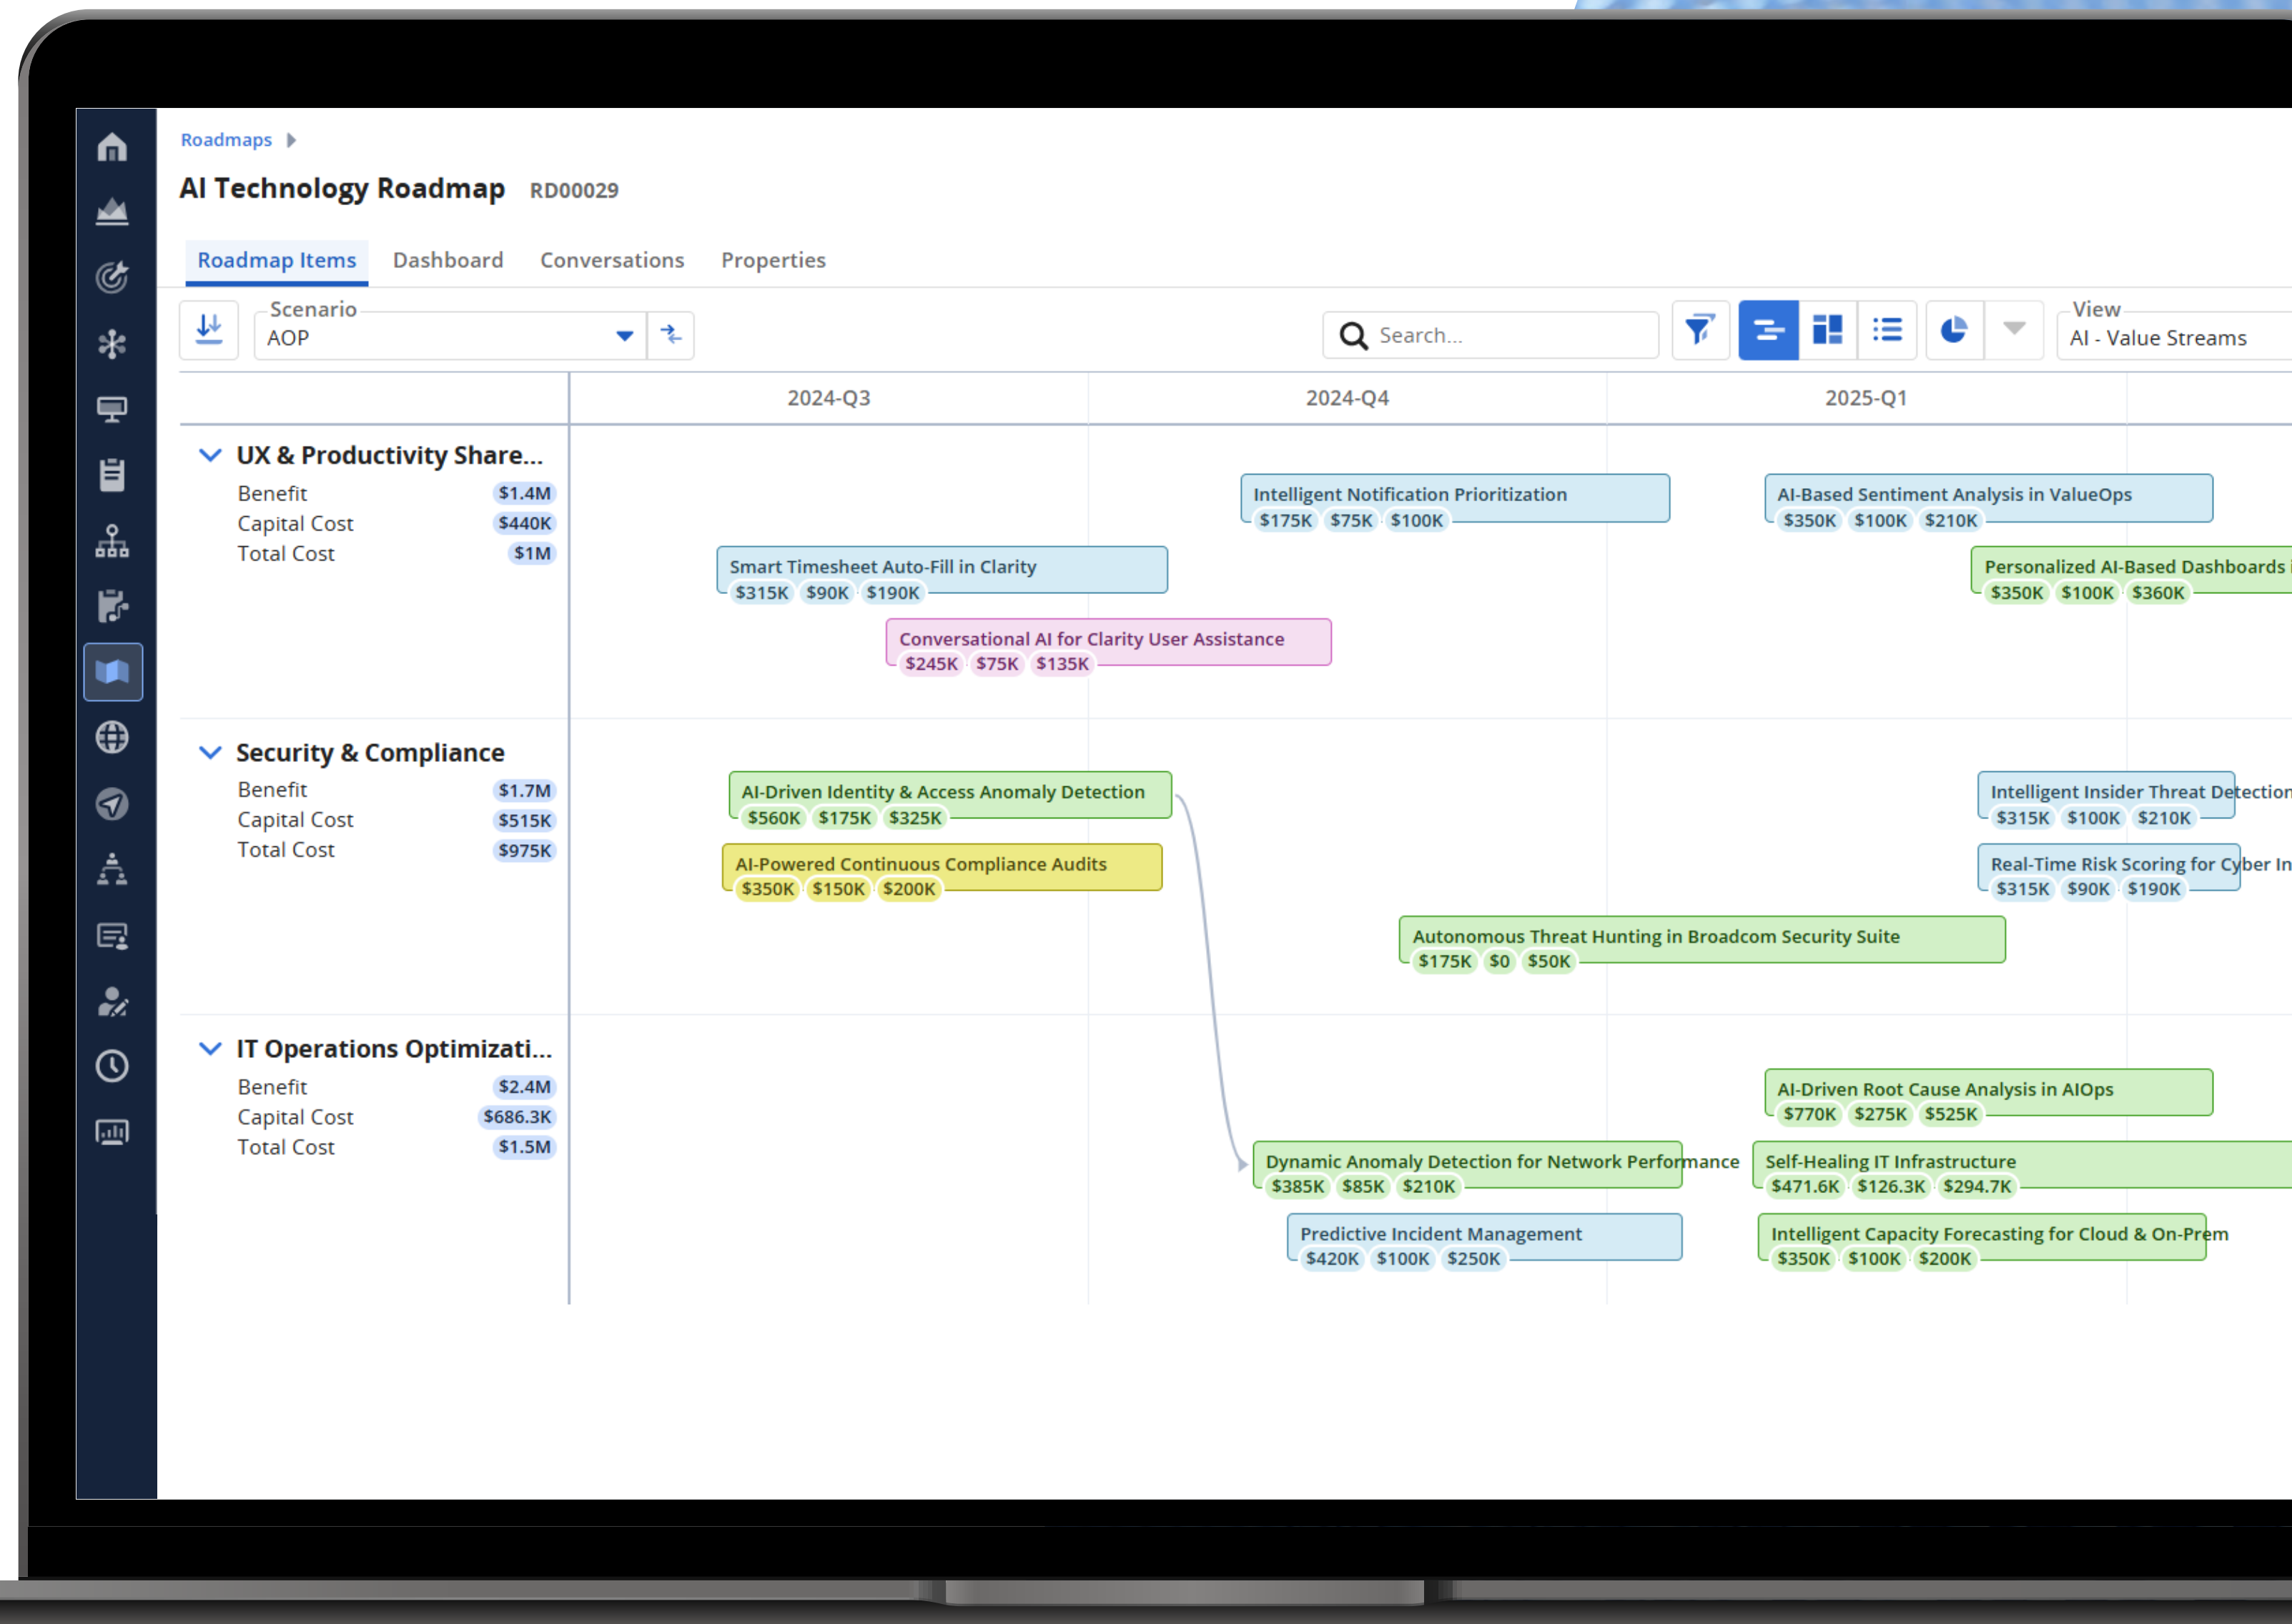 Roadmaps
AI Technology Roadmap RD00029
Roadmap Items Dashboard Conversations Properties
Scenario
AOP
Search...
View
AI - Value Streams
2024-Q3 2024-Q4 2025-Q1
UX & Productivity Share...
Benefit $1.4M
Capital Cost $440K
Total Cost $1M
Intelligent Notification Prioritization
$175K $75K $100K
AI-Based Sentiment Analysis in ValueOps
$350K $100K $210K
Smart Timesheet Auto-Fill in Clarity
$315K $90K $190K
Personalized AI-Based Dashboards
$350K $100K $360K
Conversational AI for Clarity User Assistance
$245K $75K $135K
Security & Compliance
Benefit $1.7M
Capital Cost $515K
Total Cost $975K
AI-Driven Identity & Access Anomaly Detection
$560K $175K $325K
Intelligent Insider Threat Detection
$315K $100K $210K
AI-Powered Continuous Compliance Audits
$350K $150K $200K
Real-Time Risk Scoring for Cyber In
$315K $90K $190K
Autonomous Threat Hunting in Broadcom Security Suite
$175K $0 $50K
IT Operations Optimizati...
Benefit $2.4M
Capital Cost $686.3K
Total Cost $1.5M
AI-Driven Root Cause Analysis in AIOps
$770K $275K $525K
Dynamic Anomaly Detection for Network Performance
$385K $85K $210K
Self-Healing IT Infrastructure
$471.6K $126.3K $294.7K
Predictive Incident Management
$420K $100K $250K
Intelligent Capacity Forecasting for Cloud & On-Prem
$350K $100K $200K